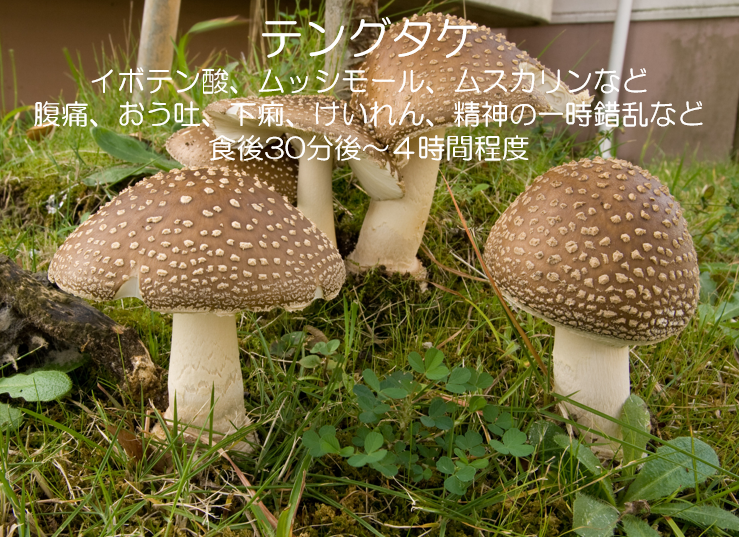 テングタケ
イボテン酸、ムッシモール、ムスカリンなど
腹痛、おう吐、下痢、けいれん、精神の一時錯乱など
食後30分後～４時間程度